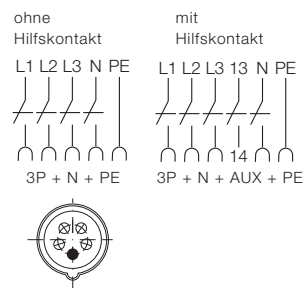 ohne
Hilfskontakt
L1 L2 L3 N PE
3P + N + PE
mit
Hilfskontakt
L1 L2 L3 13 N PE
14
3P + N + AUX + PE